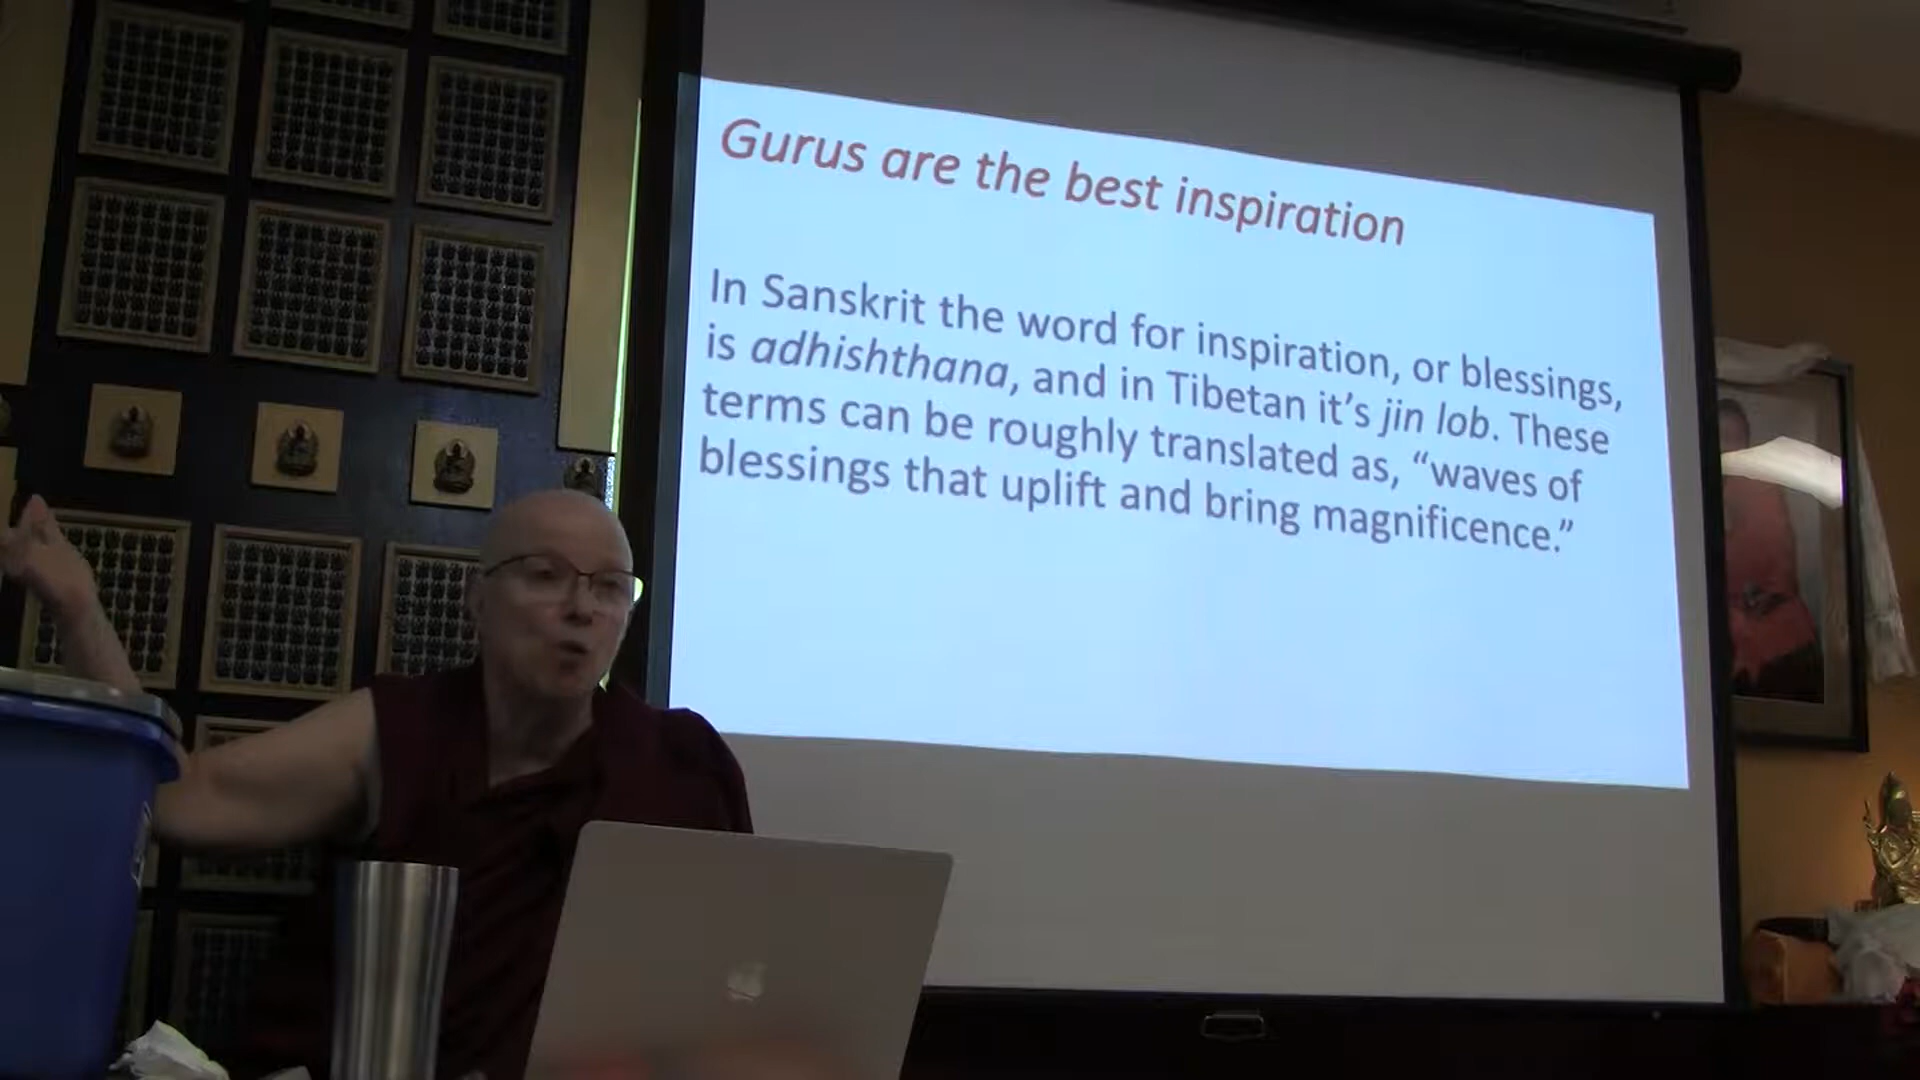 Gurus are the best inspiration
In Sanskrit the word for inspiration, or blessings,
is adhishthana, and in Tibetan it’s jin lob. These
terms can be roughly translated as, “waves of
blessings that uplift and bring magnificence.”